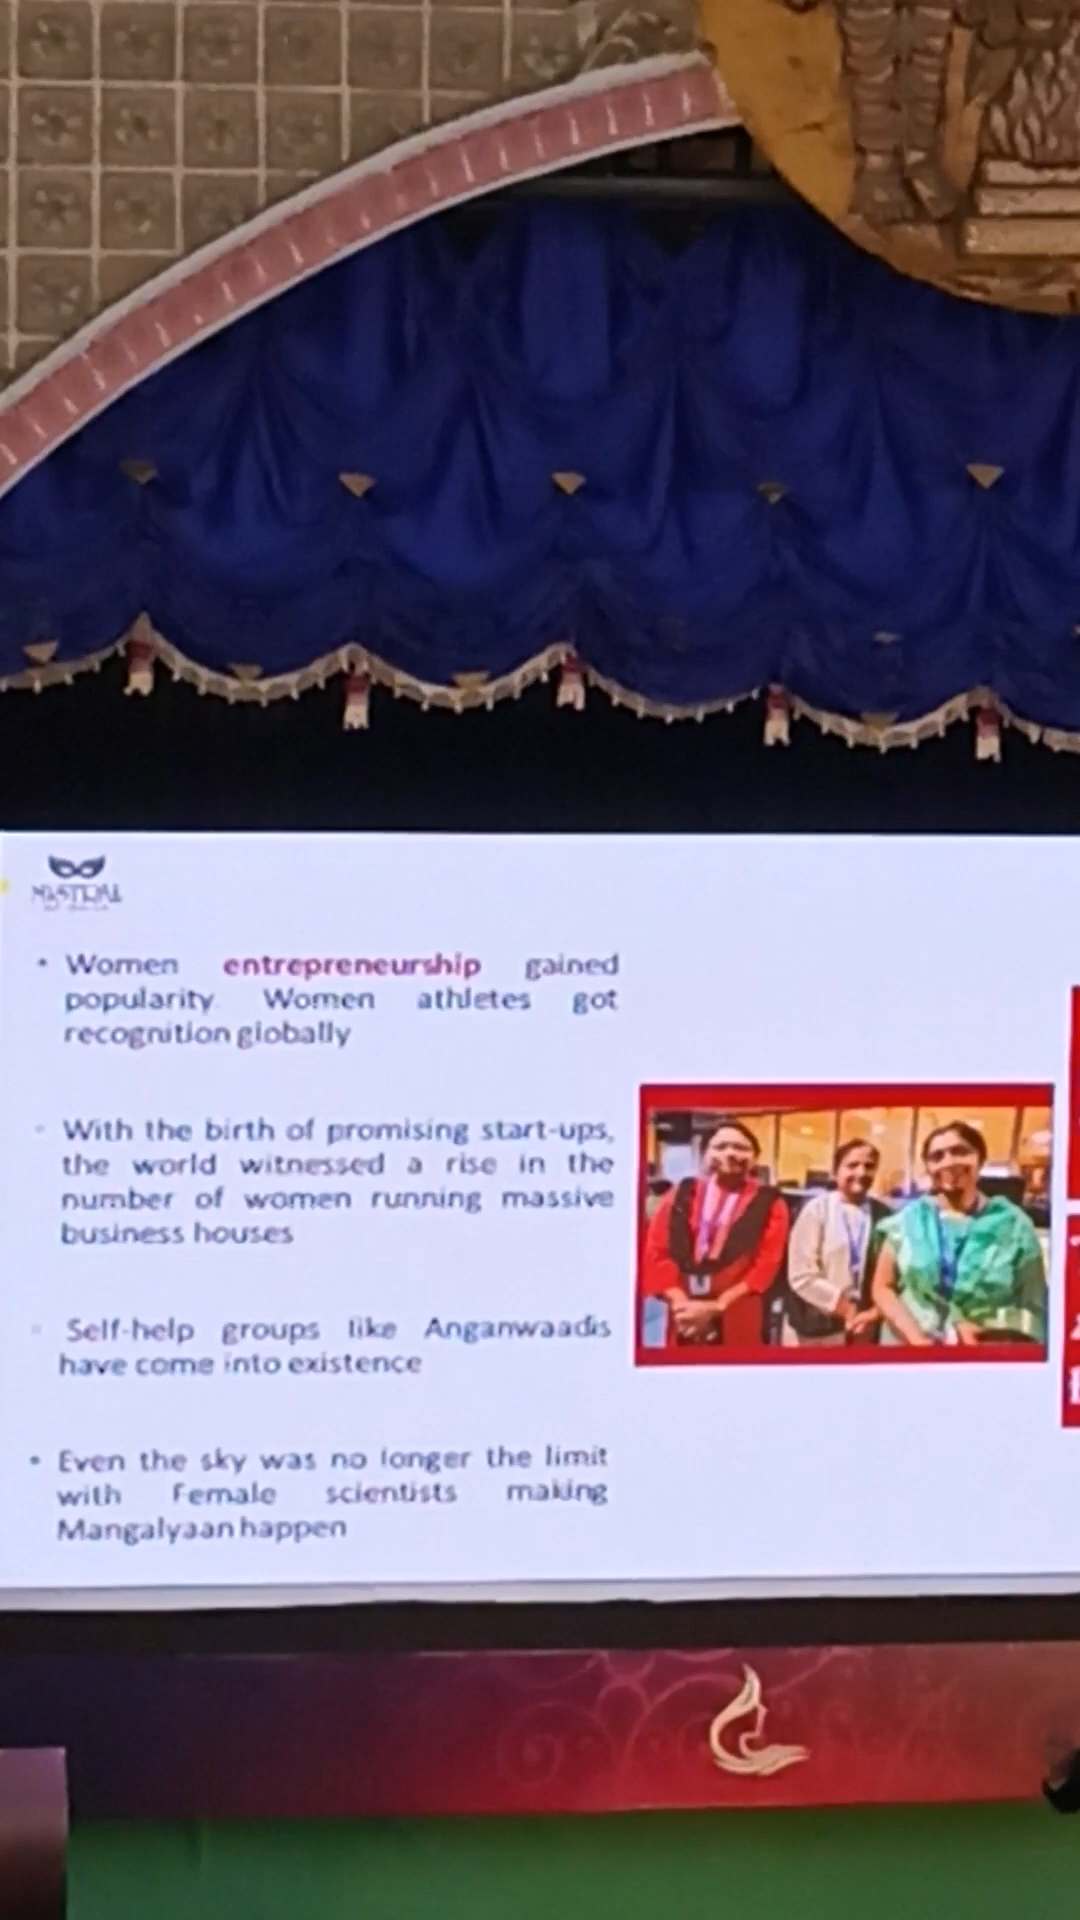 • Women entrepreneurship gained
popularity. Women athletes got
recognition globally
• With the birth of promising start-ups,
the world witnessed a rise in the
number of women running massive
business houses
• Self-help groups like Anganwaadis
have come into existence
• Even the sky was no longer the limit
with Female scientists making
Mangalyaan happen